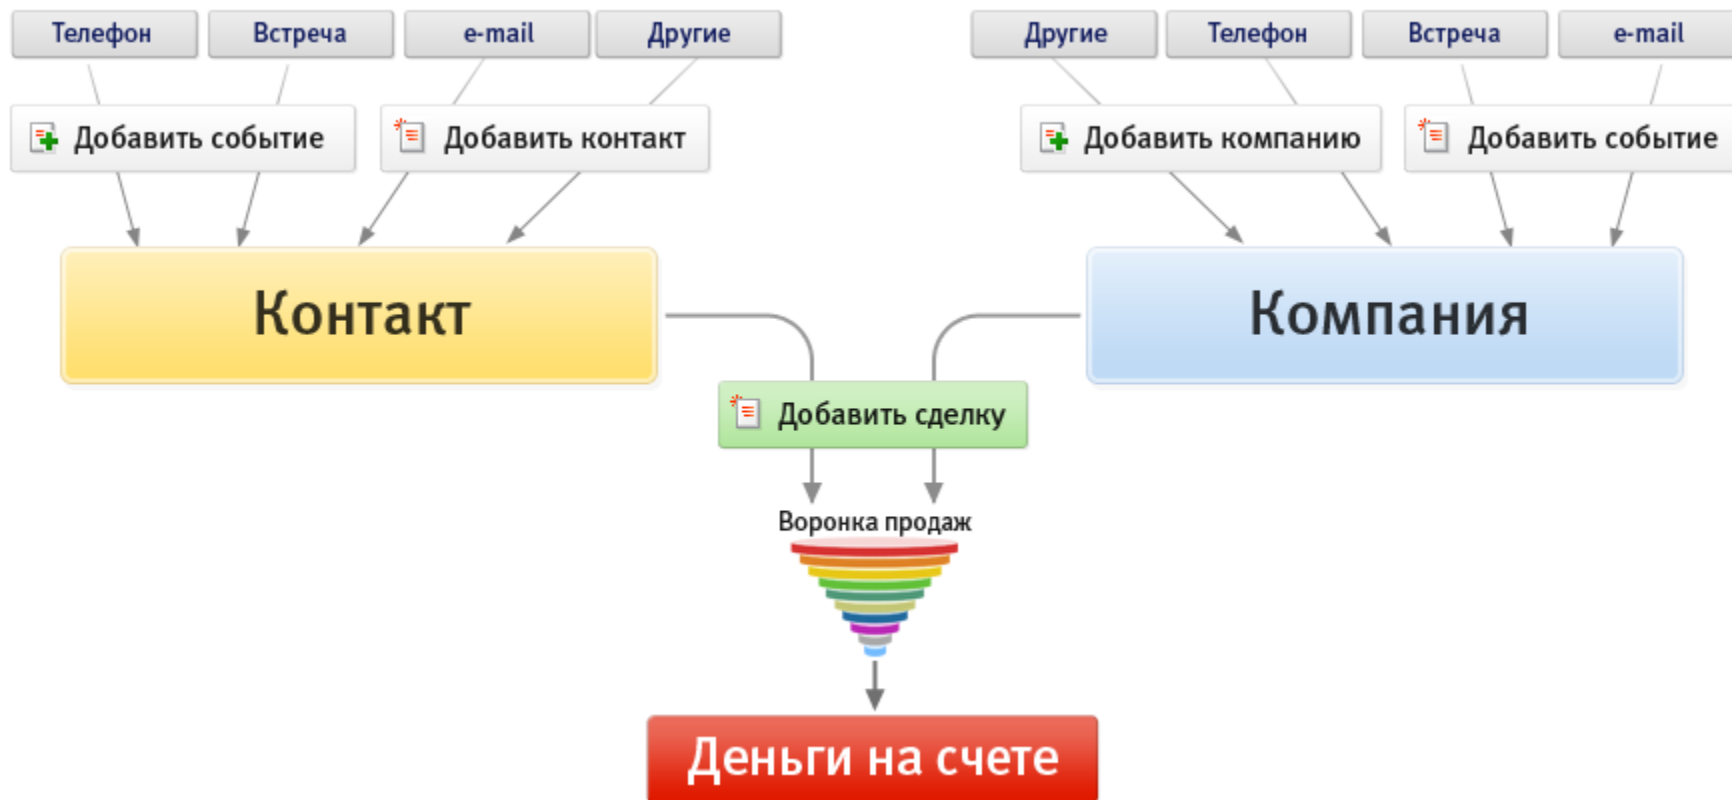 Телефон
Встреча
e-mail
Другие
Другие
Телефон
Встреча
e-mail
Добавить событие
Добавить контакт
Добавить компанию
Добавить событие
Контакт
Компания
Добавить сделку
Воронка продаж
Деньги на счете